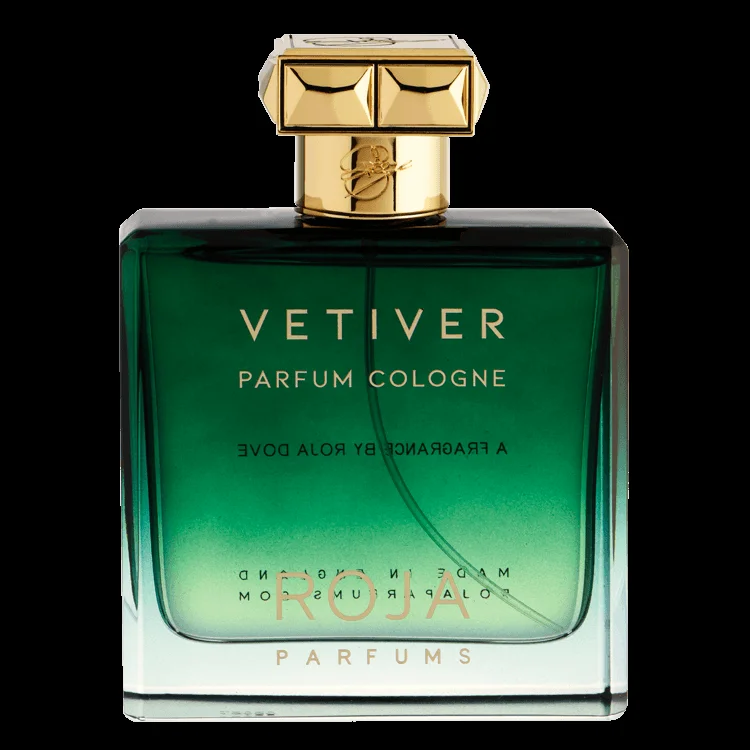 VETIVER
PARFUM COLOGNE
A FRAGRANCE BY ROJA DOVE
MADE IN ENGLAND
ROJAPARFUMS.COM
ROJA
PARFUMS